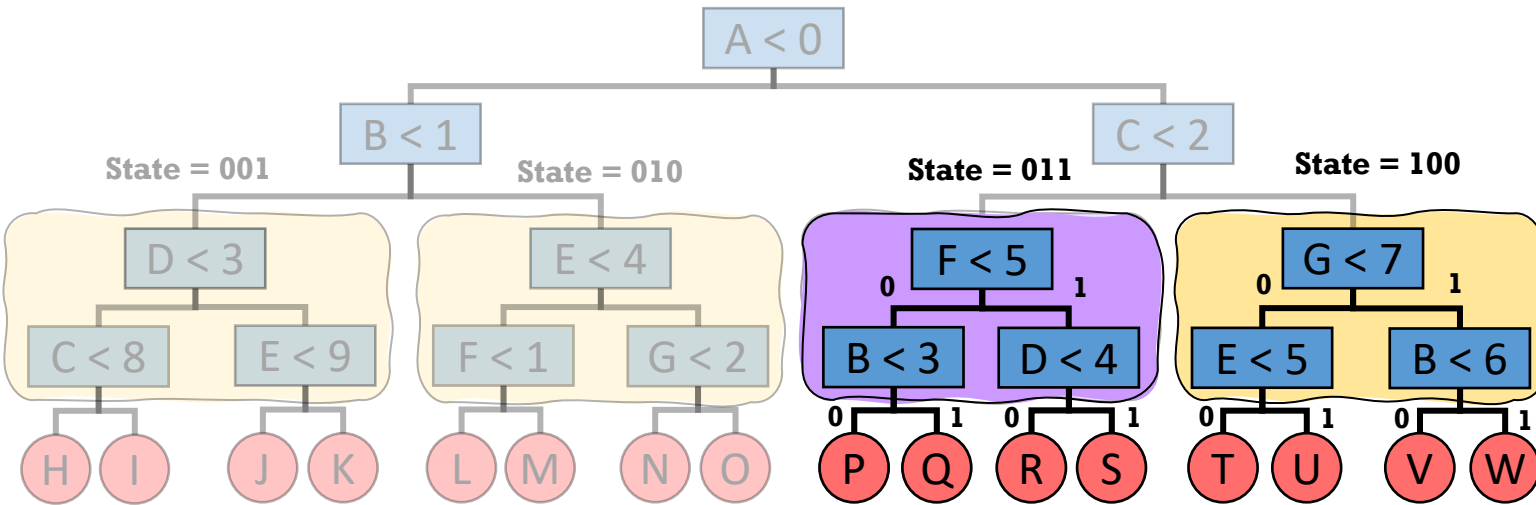 A < 0
B < 1
C < 2
State = 001
State = 010
State = 011
State = 100
D < 3
E < 4
F < 5
G < 7
0
1
0
1
C < 8
E < 9
F < 1
G < 2
B < 3
D < 4
E < 5
B < 6
0
1
0
1
0
1
0
1
H
I
J
K
L
M
N
O
P
Q
R
S
T
U
V
W